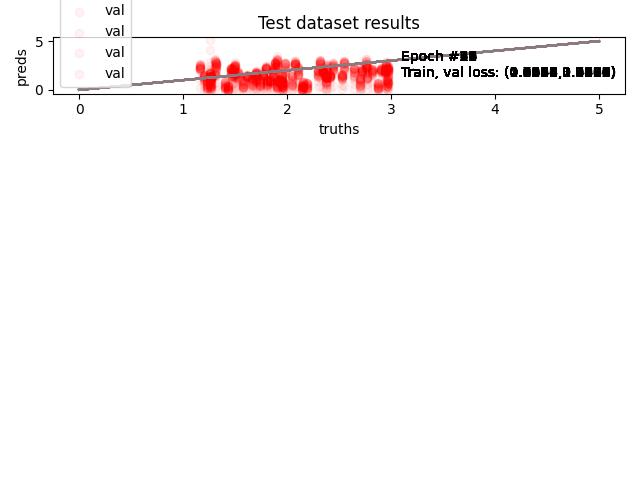 Test dataset results
val
val
val
val
preds
5
0
Epoch
Train, val loss:
0 1 2 3 4 5
truths